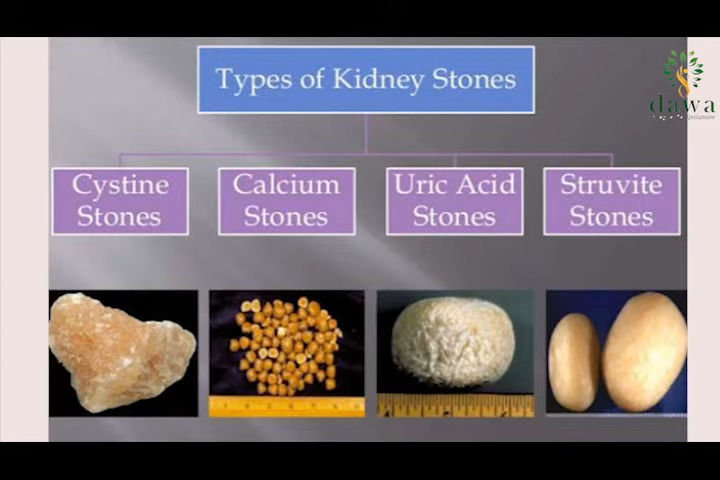 Types of Kidney Stones
dawa
Cystine
Stones
Calcium
Stones
Uric Acid
Stones
Struvite
Stones